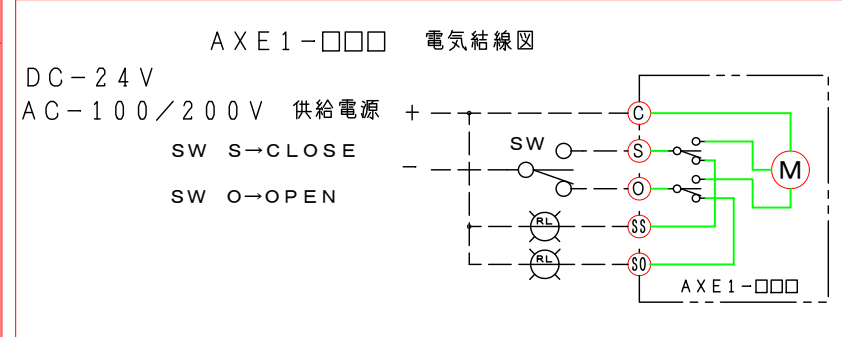 AXE1-□□□ 電気結線図
DC-24V
AC-100/200V 供給電源 +
-
SW S→CLOSE
SW O→OPEN
SW
C
S
O
SS
SO
RL
RL
M
AXE1-□□□